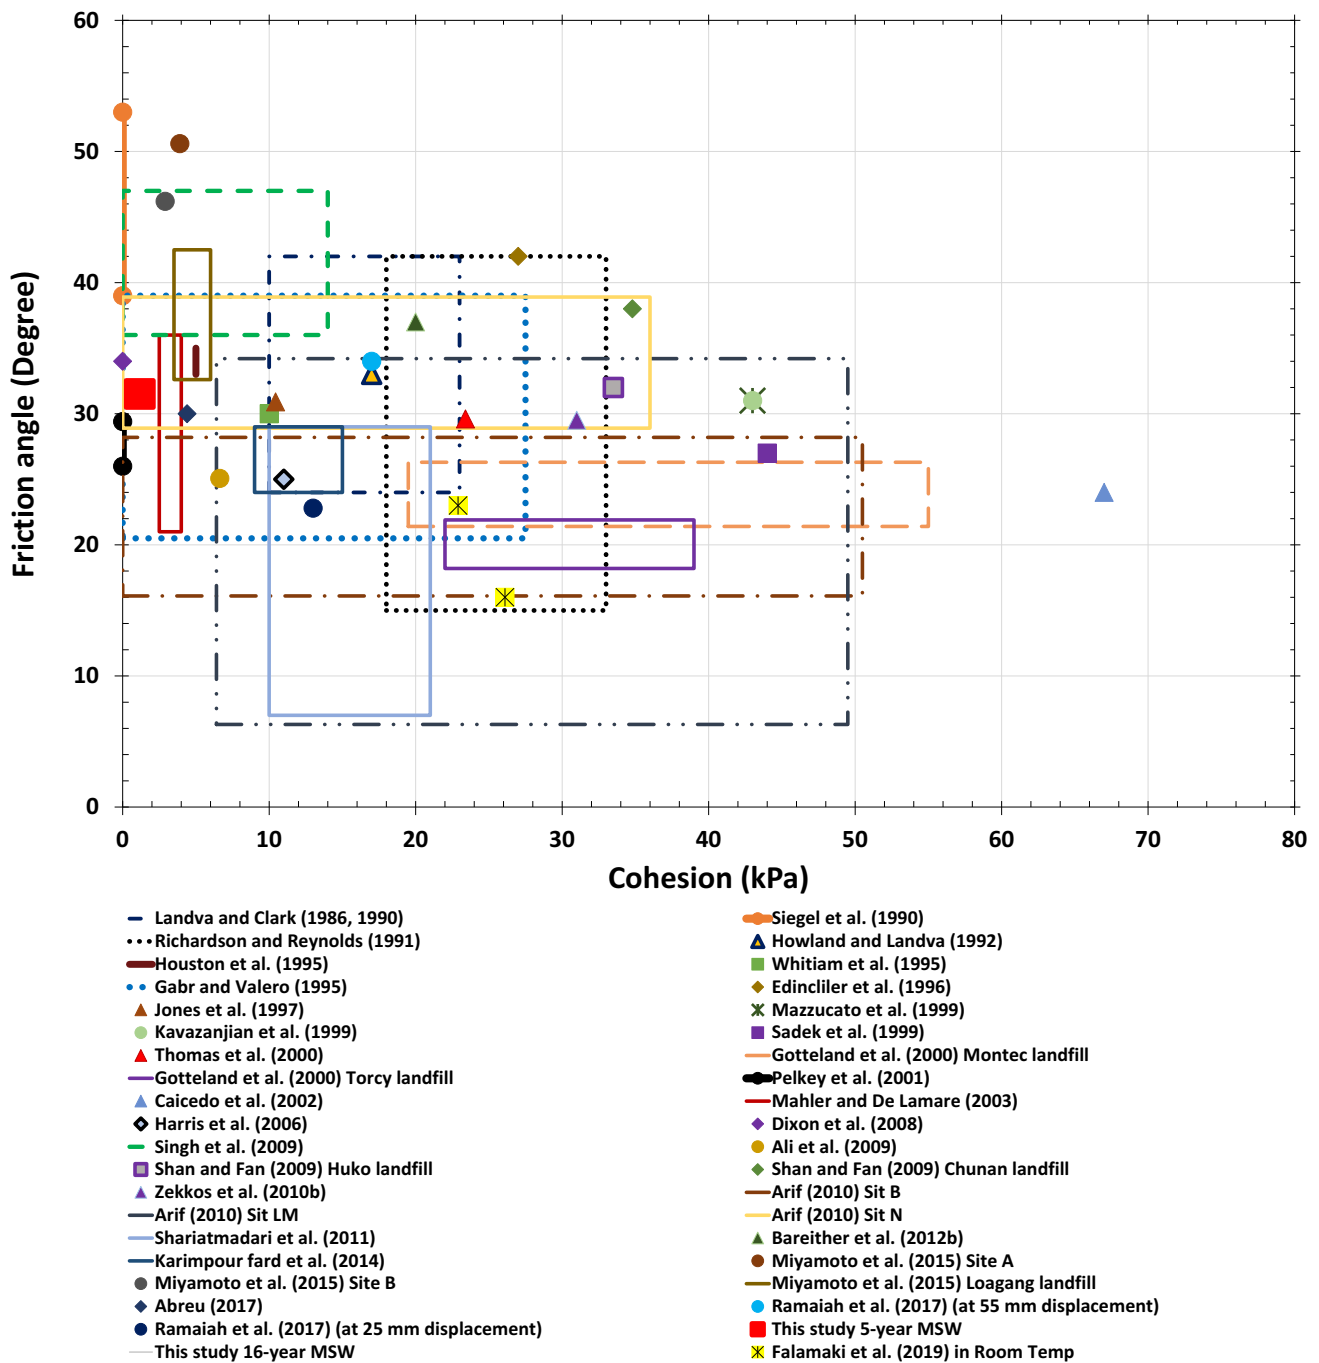 60
50
40
30
20
10
0
Friction angle (Degree)
0 10 20 30 40 50 60 70 80
Cohesion (kPa)
Landva and Clark (1986, 1990)
Siegel et al. (1990)
Richardson and Reynolds (1991)
Howland and Landva (1992)
Houston et al. (1995)
Whitiam et al. (1995)
Gabr and Valero (1995)
Edincliler et al. (1996)
Jones et al. (1997)
Mazzucato et al. (1999)
Kavazanjian et al. (1999)
Sadek et al. (1999)
Thomas et al. (2000)
Gotteland et al. (2000) Montec landfill
Gotteland et al. (2000) Torcy landfill
Pelkey et al. (2001)
Caicedo et al. (2002)
Mahler and De Lamare (2003)
Harris et al. (2006)
Dixon et al. (2008)
Singh et al. (2009)
Ali et al. (2009)
Shan and Fan (2009) Huko landfill
Shan and Fan (2009) Chunan landfill
Zekkos et al. (2010b)
Arif (2010) Sit B
Arif (2010) Sit LM
Arif (2010) Sit N
Shariatmadari et al. (2011)
Bareither et al. (2012b)
Karimpour fard et al. (2014)
Miyamoto et al. (2015) Site A
Miyamoto et al. (2015) Site B
Miyamoto et al. (2015) Loagang landfill
Abreu (2017)
Ramaiah et al. (2017) (at 55 mm displacement)
Ramaiah et al. (2017) (at 25 mm displacement)
This study 5-year MSW
This study 16-year MSW
Falamaki et al. (2019) in Room Temp